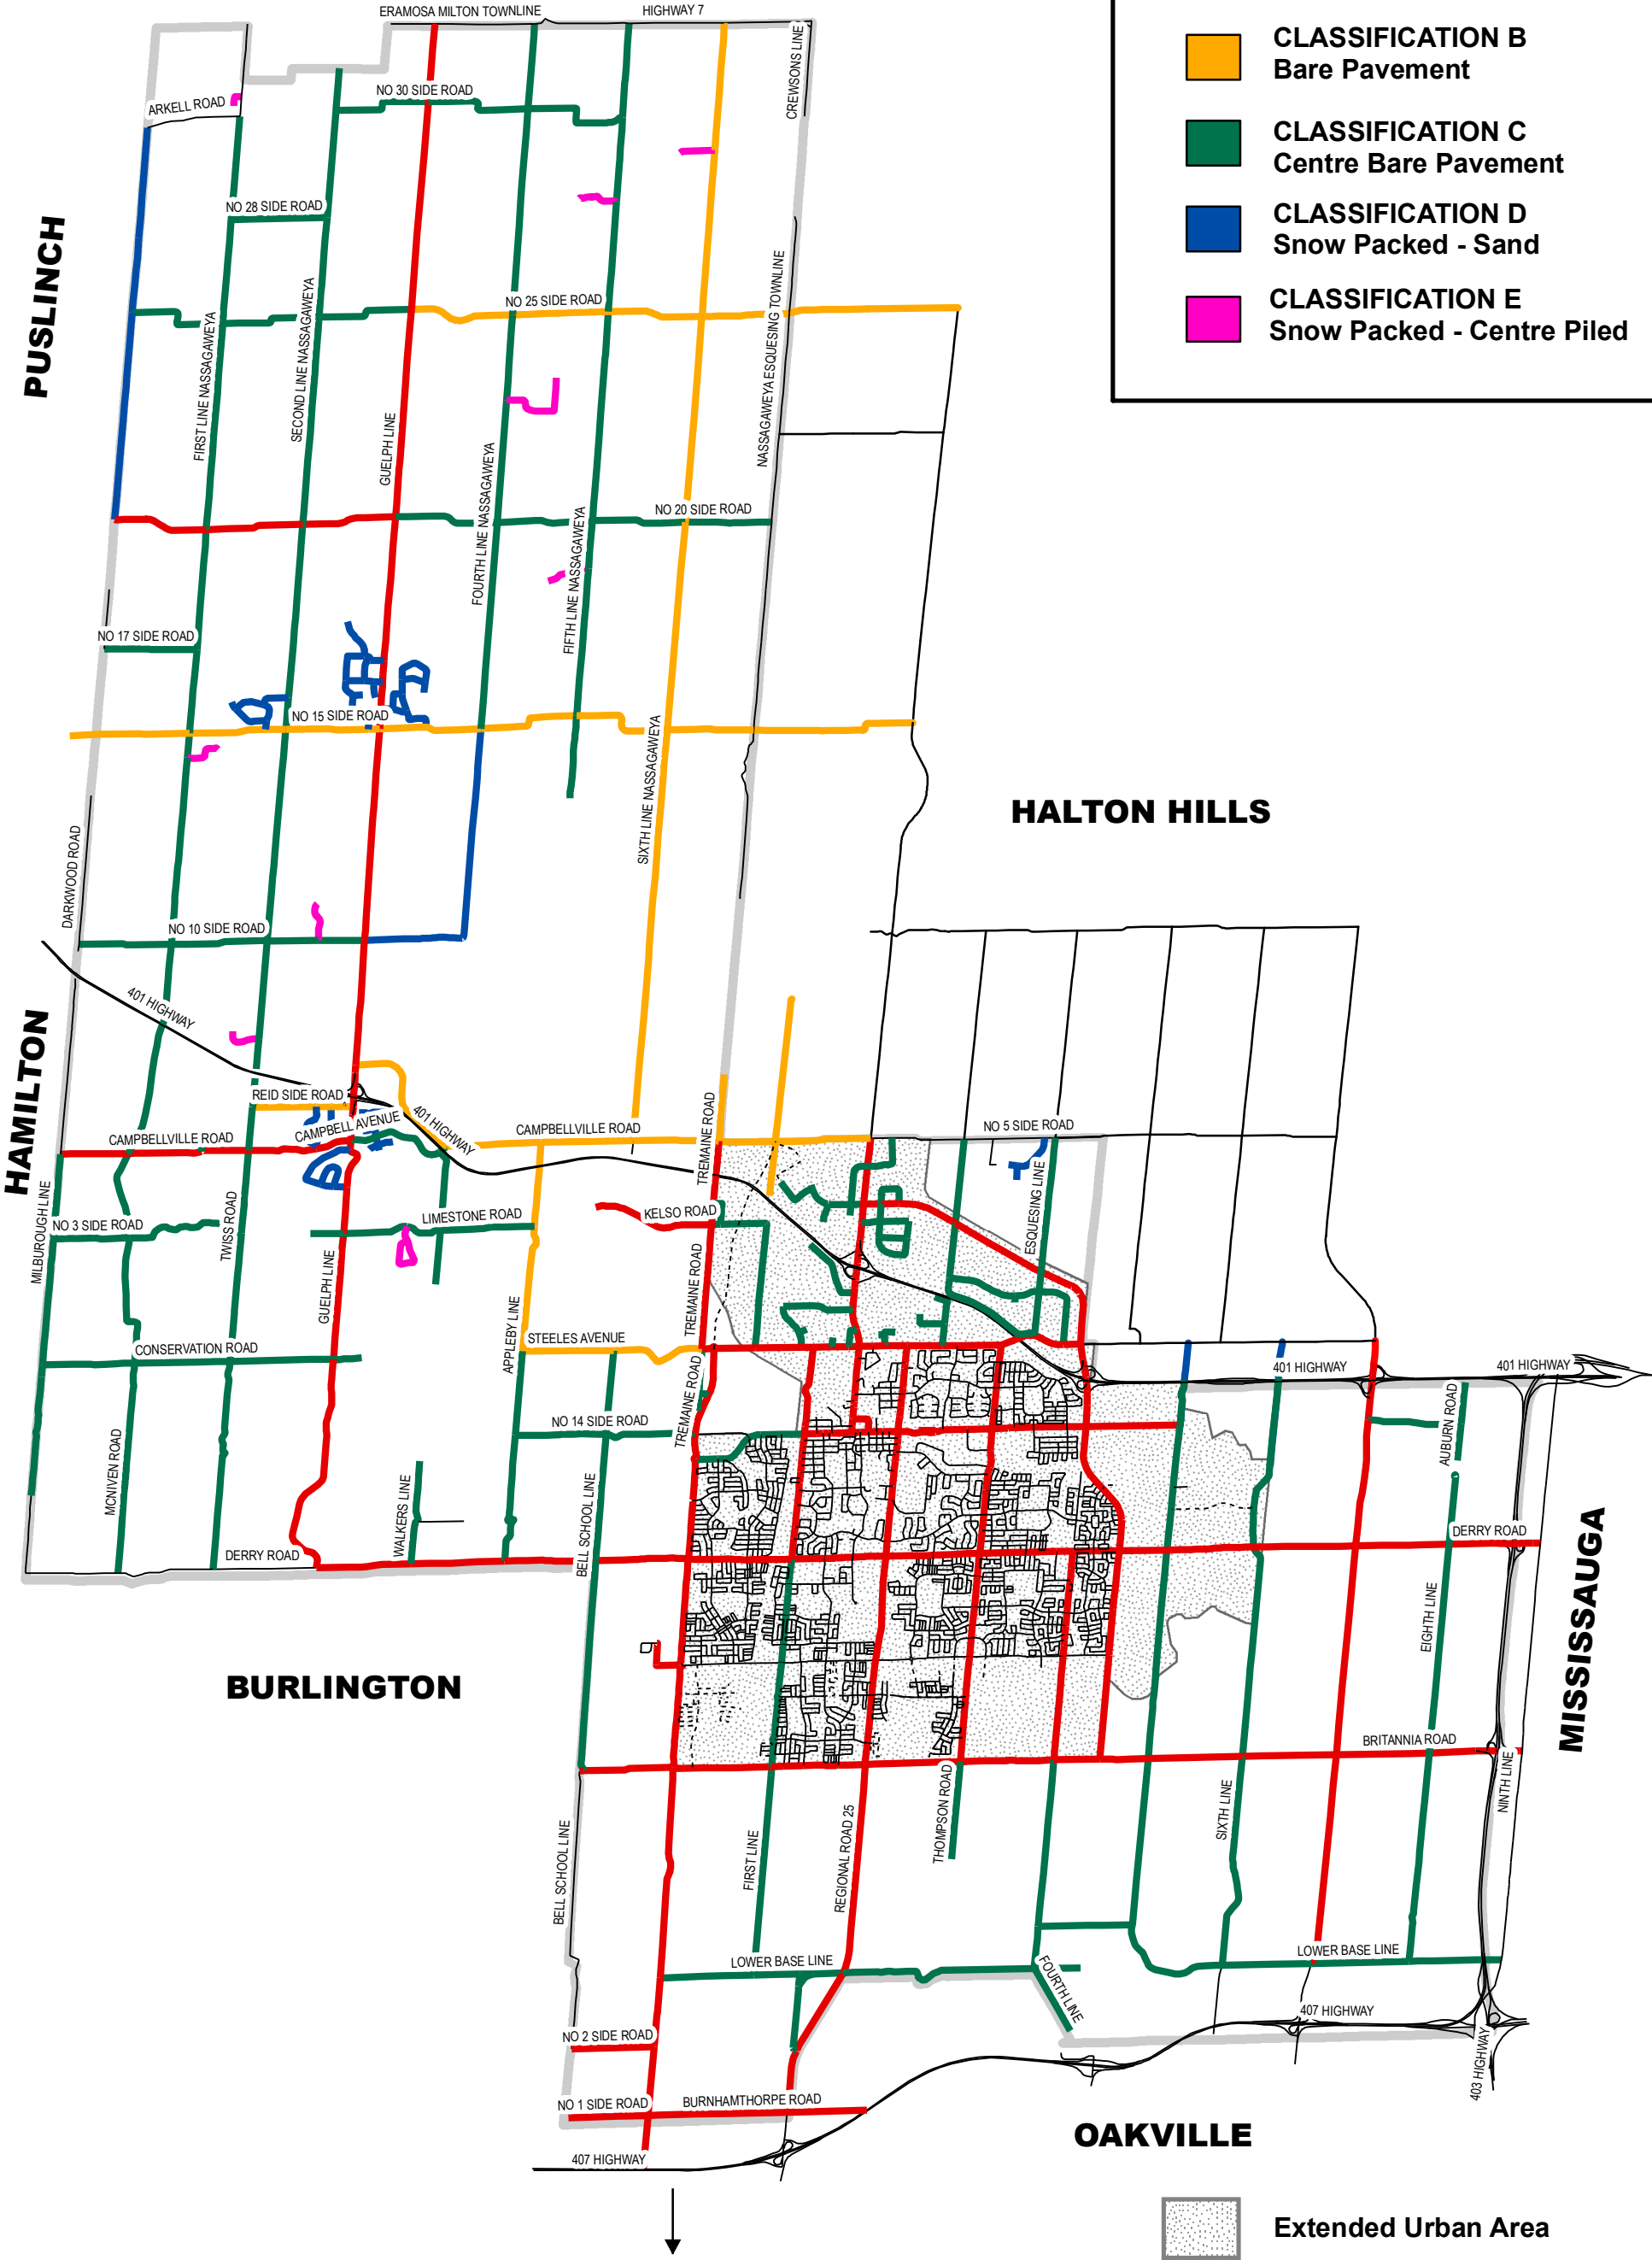 ERAMOSA MILTON TOWNLINE
HIGHWAY 7
CREWSONS LINE
CLASSIFICATION B
Bare Pavement
CLASSIFICATION C
Centre Bare Pavement
CLASSIFICATION D
Snow Packed - Sand
CLASSIFICATION E
Snow Packed - Centre Piled
ARKELL ROAD
NO 30 SIDE ROAD
PUSLINCH
NO 28 SIDE ROAD
FIRST LINE NASSAGAWEYA
SECOND LINE NASSAGAWEYA
NO 25 SIDE ROAD
NASSAGAWEYA ESQUESING TOWNLINE
GUELPH LINE
FOURTH LINE NASSAGAWEYA
FIFTH LINE NASSAGAWEYA
NO 20 SIDE ROAD
NO 17 SIDE ROAD
NO 15 SIDE ROAD
SIXTH LINE NASSAGAWEYA
HALTON HILLS
DARKWOOD ROAD
NO 10 SIDE ROAD
401 HIGHWAY
HAMILTON
REID SIDE ROAD
CAMPBELL AVENUE
401 HIGHWAY
CAMPBELLVILLE ROAD
CAMPBELLVILLE ROAD
TREMAINE ROAD
NO 5 SIDE ROAD
MILBUROUGH LINE
NO 3 SIDE ROAD
TWISS ROAD
LIMESTONE ROAD
KELSO ROAD
ESQUESING LINE
GUELPH LINE
APPLEBY LINE
TREMAINE ROAD
STEELES AVENUE
CONSERVATION ROAD
TREMAINE ROAD
401 HIGHWAY
401 HIGHWAY
NO 14 SIDE ROAD
AUBURN ROAD
MCNIVEN ROAD
WALKERS LINE
BELL SCHOOL LINE
DERRY ROAD
DERRY ROAD
MISSISSAUGA
EIGHTH LINE
BURLINGTON
BRITANNIA ROAD
NINTH LINE
BELL SCHOOL LINE
FIRST LINE
REGIONAL ROAD 25
THOMPSON ROAD
SIXTH LINE
LOWER BASE LINE
LOWER BASE LINE
FOURTH LINE
407 HIGHWAY
NO 2 SIDE ROAD
403 HIGHWAY
NO 1 SIDE ROAD
BURNHAMTHORPE ROAD
OAKVILLE
407 HIGHWAY
Extended Urban Area